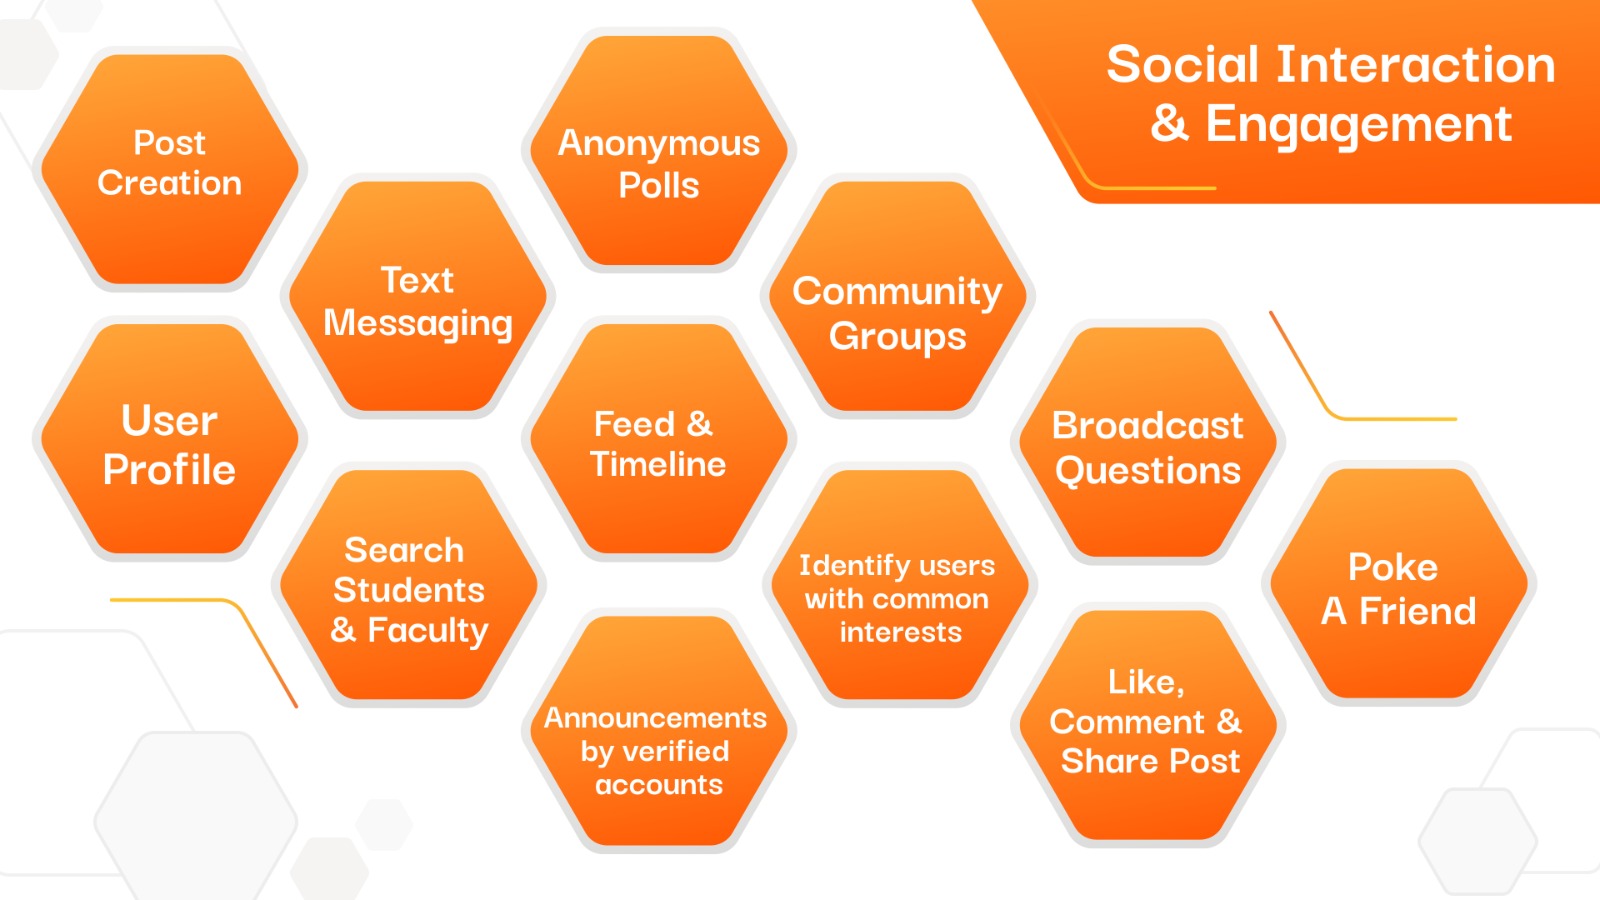 Social Interaction
& Engagement
Post
Creation
Anonymous
Polls
Text
Messaging
Community
Groups
User
Profile
Feed &
Timeline
Broadcast
Questions
Search
Students
& Faculty
Identify users
with common
interests
Poke
A Friend
Announcements
by verified
accounts
Like,
Comment &
Share Post